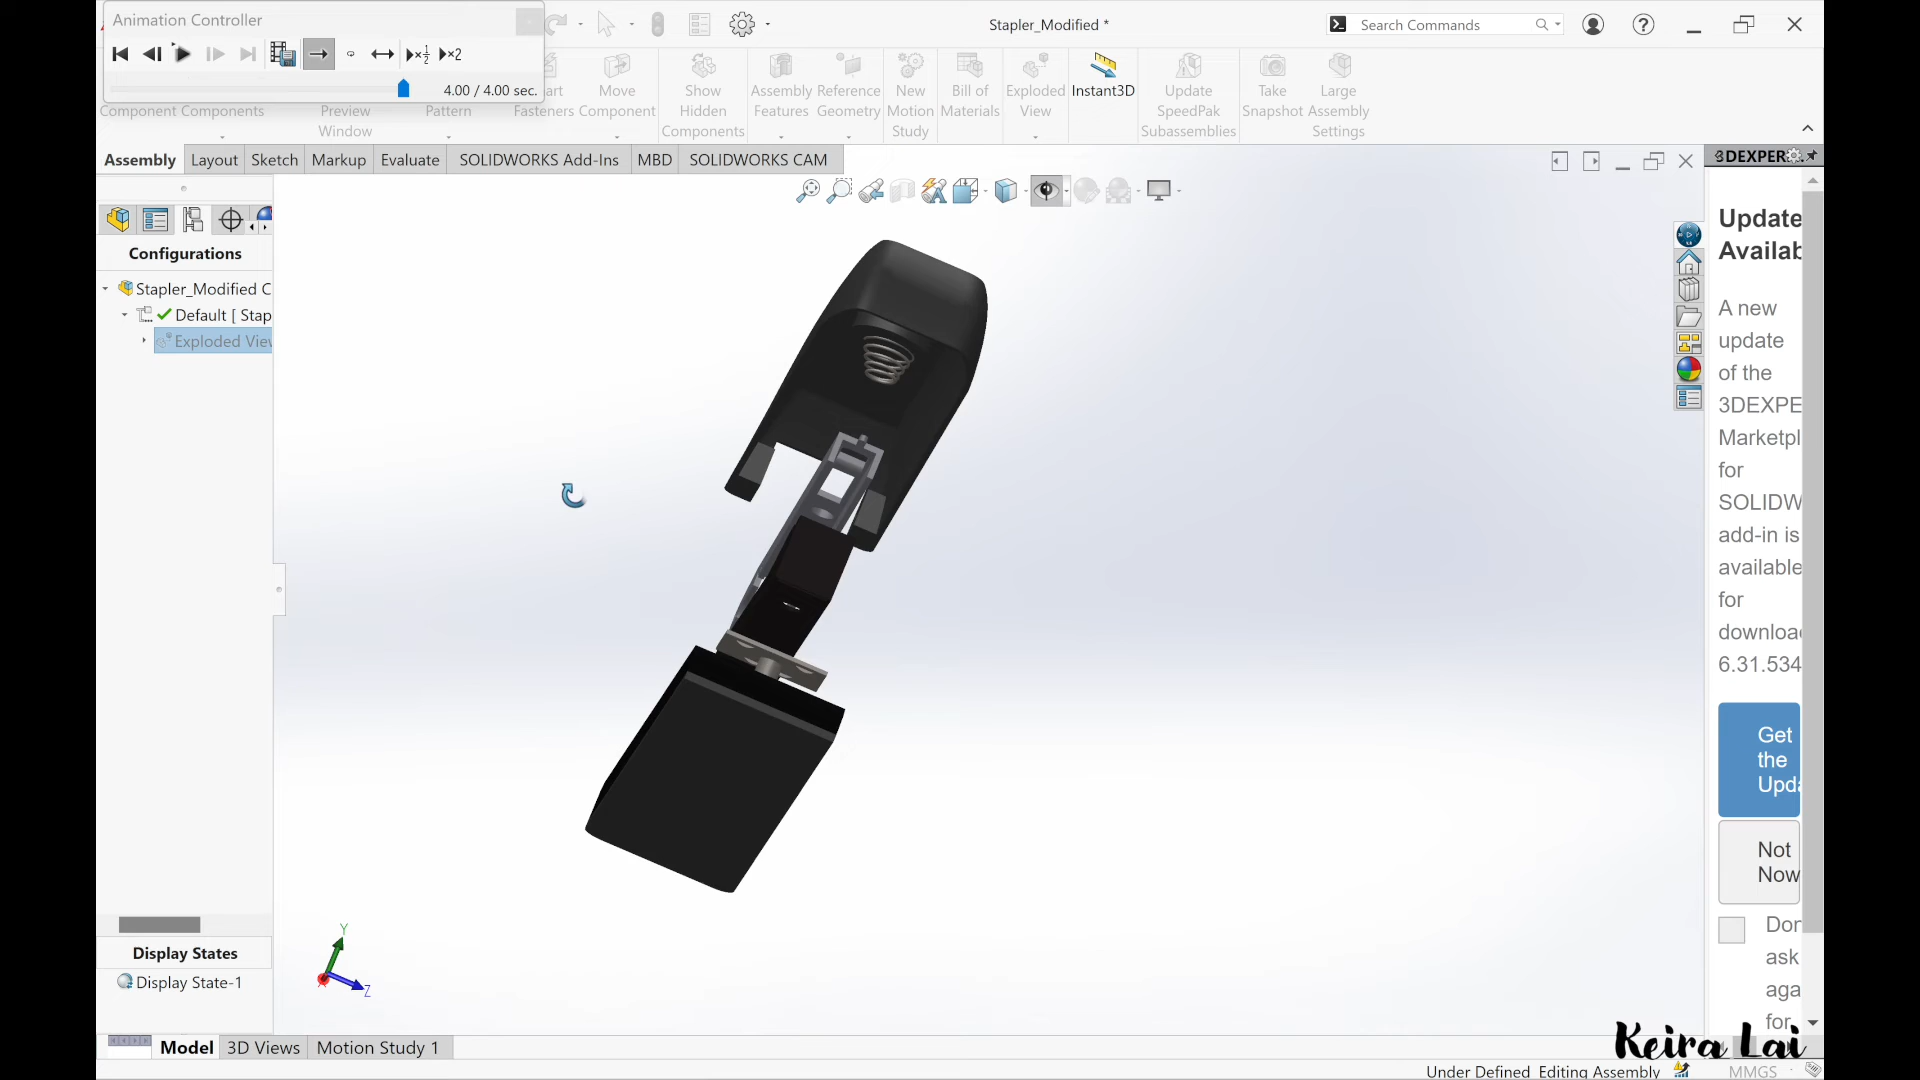 Animation Controller
4.00 / 4.00 sec.
Stapler_Modified *
Search Commands
Component Components
Preview
Window
Pattern
Fasteners
Move
Component
Show
Hidden
Components
Assembly
Features
Reference
Geometry
New
Motion
Study
Bill of
Materials
Exploded
View
Instant3D
Update
SpeedPak
Subassemblies
Take
Snapshot
Large
Assembly
Settings
Assembly Layout Sketch Markup Evaluate SOLIDWORKS Add-Ins MBD SOLIDWORKS CAM
3DEXPER
Configurations
Stapler_Modified C
Default [ Stap
Exploded View
Update
Availab
A new
update
of the
3DEXPE
Marketpl
for
SOLIDW
add-in is
available
for
downloa
6.31.534
Get
the
Upda
Not
Now
Don
ask
aga
for
Y
X
Z
Display States
Display State-1
Model 3D Views Motion Study 1
Keira Lai
Under Defined Editing Assembly MMGS